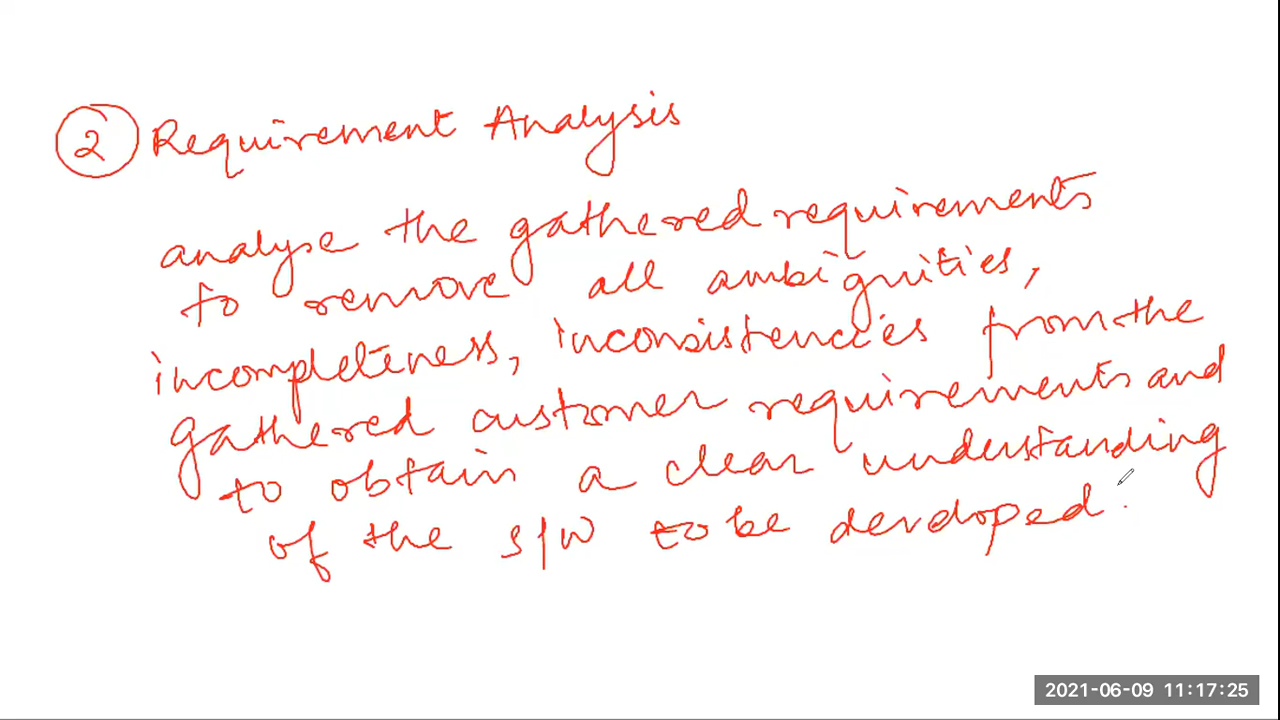 2 Requirement Analysis
analyse the gathered requirements
to remove all ambiguities,
incompleteness, inconsistencies from the
gathered customer requirements and
to obtain a clear understanding
of the s/w to be developed.
2021-06-09 11:17:25